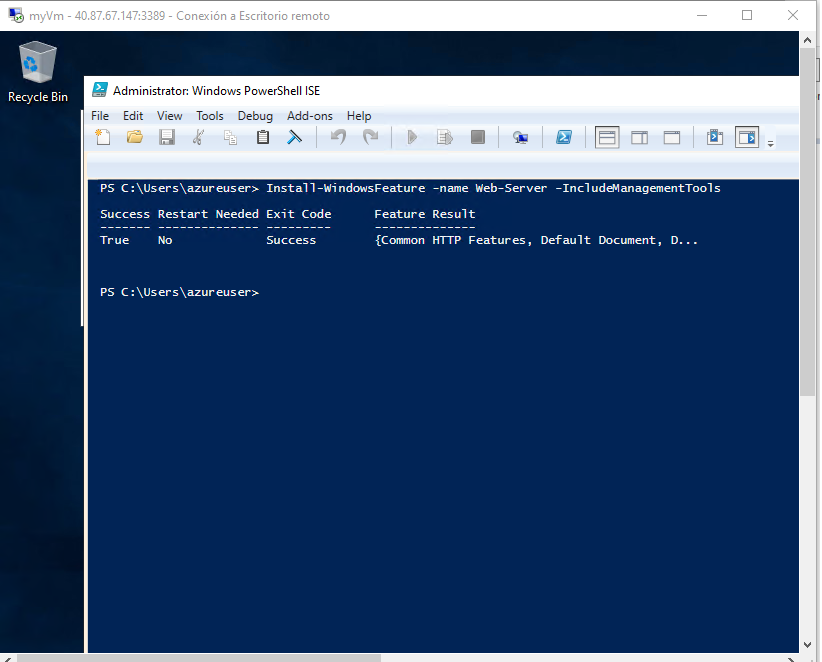 myVm - 40.87.67.147:3389 - Conexión a Escritorio remoto
Recycle Bin
Administrator: Windows PowerShell ISE
File Edit View Tools Debug Add-ons Help
PS C:\Users\azureuser> Install-WindowsFeature -name Web-Server -IncludeManagementTools
Success Restart Needed Exit Code Feature Result
------- -------------- --------- --------------
True No Success {Common HTTP Features, Default Document, D...
PS C:\Users\azureuser>